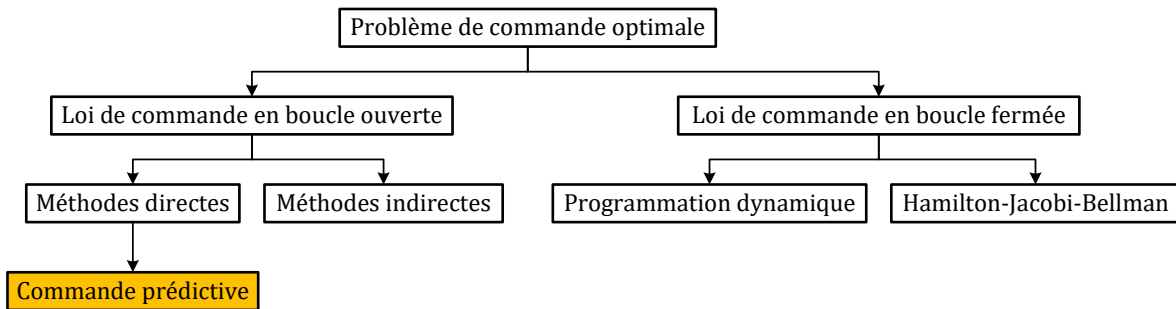 Problème de commande optimale
Loi de commande en boucle ouverte
Loi de commande en boucle fermée
Méthodes directes
Méthodes indirectes
Programmation dynamique
Hamilton-Jacobi-Bellman
Commande prédictive